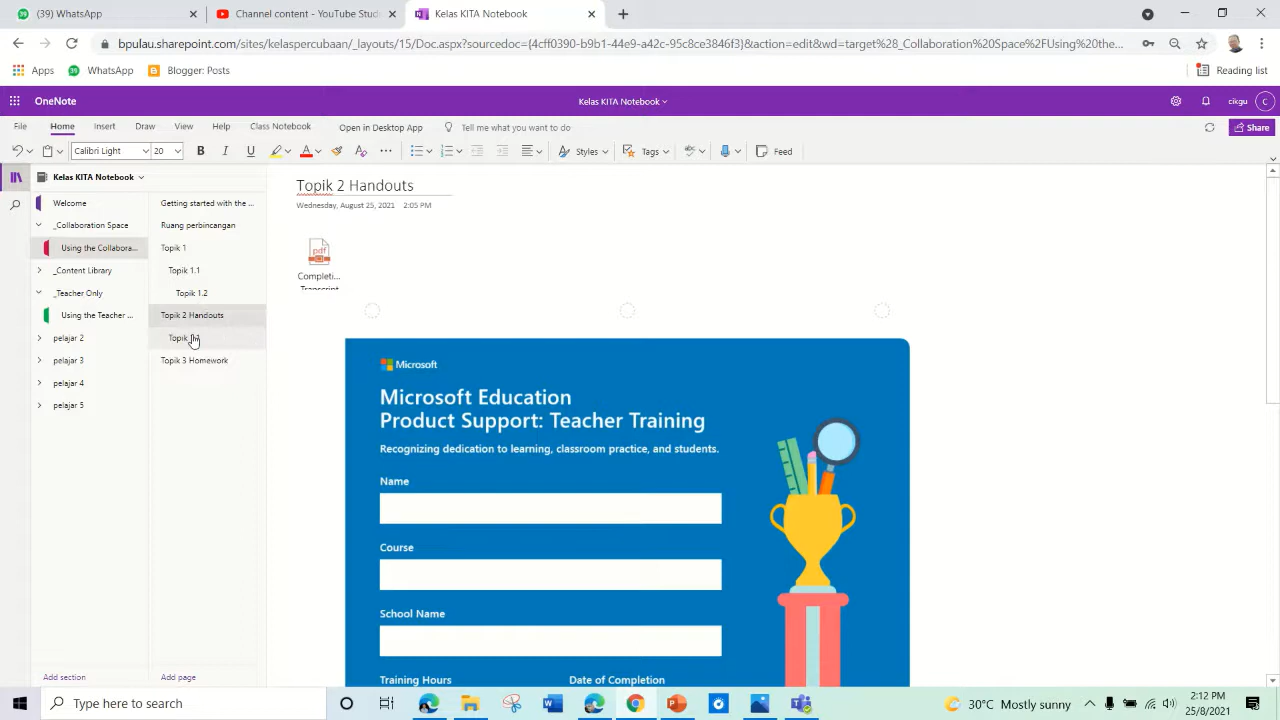 WhatsApp
Channel content - YouTube Studi
Kelas KITA Notebook
bpulau.sharepoint.com/sites/kelaspercubaan/_layouts/15/Doc.aspx?sourcedoc={4cff0390-b9b1-44e9-a42c-95c8ce3846f3}&action=edit&wd=target%28_Collaboration%20Space%2FUsing%20the...
Apps WhatsApp Blogger: Posts Reading list
OneNote
Kelas KITA Notebook
cikgu C
File Home Insert Draw View Help Class Notebook Open in Desktop App Tell me what you want to do Share
Calibri Light 20 B I U A Styles Tags Feed
Kelas KITA Notebook
Welcome
_Collaboration Space
Using the Collabora...
_Content Library
_Teacher Only
Using the Teacher ...
pelajar 2
pelajar 3
pelajar 4
pelajar 5
Add section
Getting started with the ...
Ruang perbincangan
Topik 1
Topik 1.1
Topik 1.2
Topik 2 Handouts
Topik
Topik 3 Homework
Add page
Topik 2 Handouts
Wednesday, August 25, 2021 2:05 PM
pdf
Completi...
Transcript
Microsoft
Microsoft Education
Product Support: Teacher Training
Recognizing dedication to learning, classroom practice, and students.
Name
Course
School Name
Training Hours Date of Completion
Type here to search
30°C Mostly sunny
2:12 PM
25/8/2021